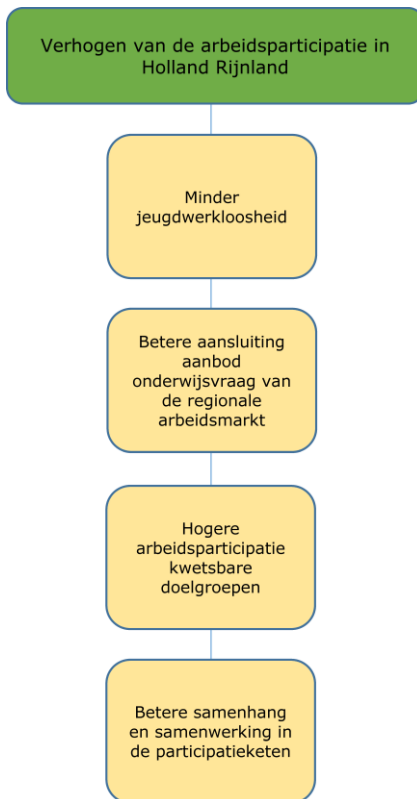 Verhogen van de arbeidsparticipatie in
Holland Rijnland
Minder
jeugdwerkloosheid
Betere aansluiting
aanbod
onderwijsvraag van
de regionale
arbeidsmarkt
Hogere
arbeidsparticipatie
kwetsbare
doelgroepen
Betere samenhang
en samenwerking in
de participatieketen